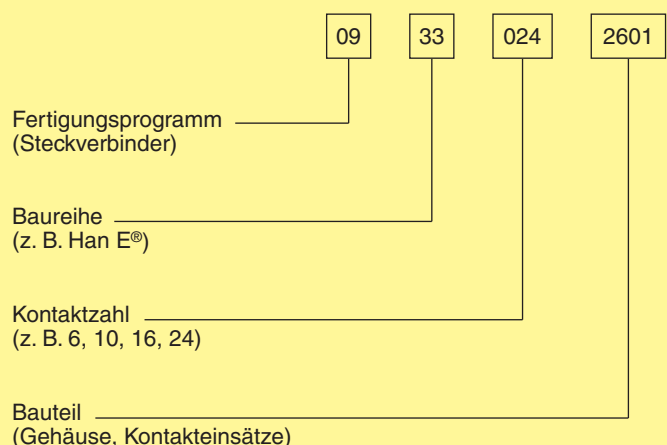 09 33 024 2601
Fertigungsprogramm
(Steckverbinder)
Baureihe
(z. B. Han E®)
Kontaktzahl
(z. B. 6, 10, 16, 24)
Bauteil
(Gehäuse, Kontakteinsätze)